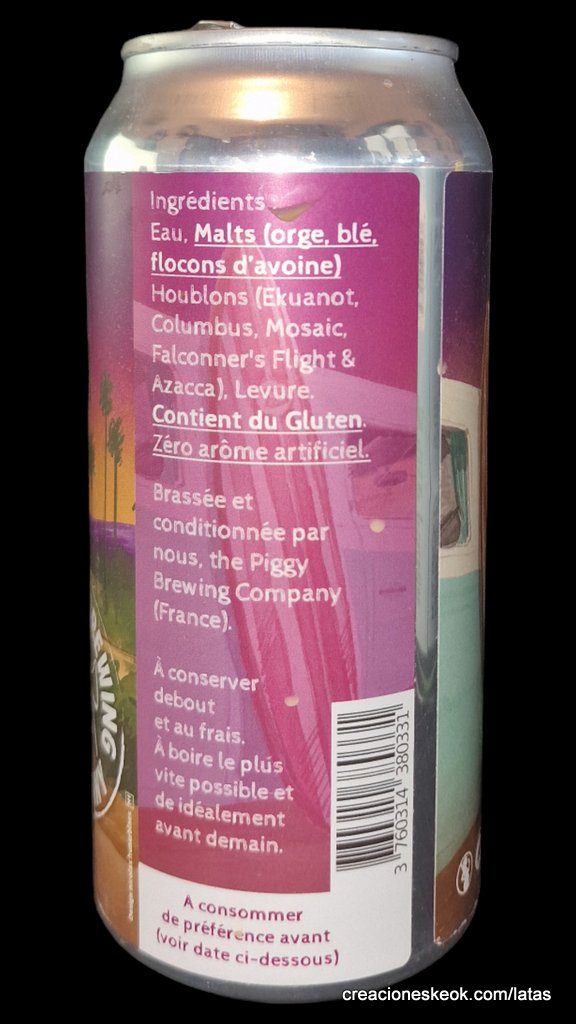 Ingrédients
Eau, Malts (orge, blé,
flocons d'avoine)
Houblons (Ekuanot,
Columbus, Mosaic,
Falconner's Flight &
Azacca), Levure.
Contient du Gluten.
Zéro arôme artificiel.
Brassée et
conditionnée par
nous, the Piggy
Brewing Company
(France).
À conserver
debout
et au frais.
À boire le plus
vite possible et
de idéalement
avant demain.
3 760314 380331
À consommer
de préférence avant
(voir date ci-dessous)
EWING
creacioneskeok.com/latas